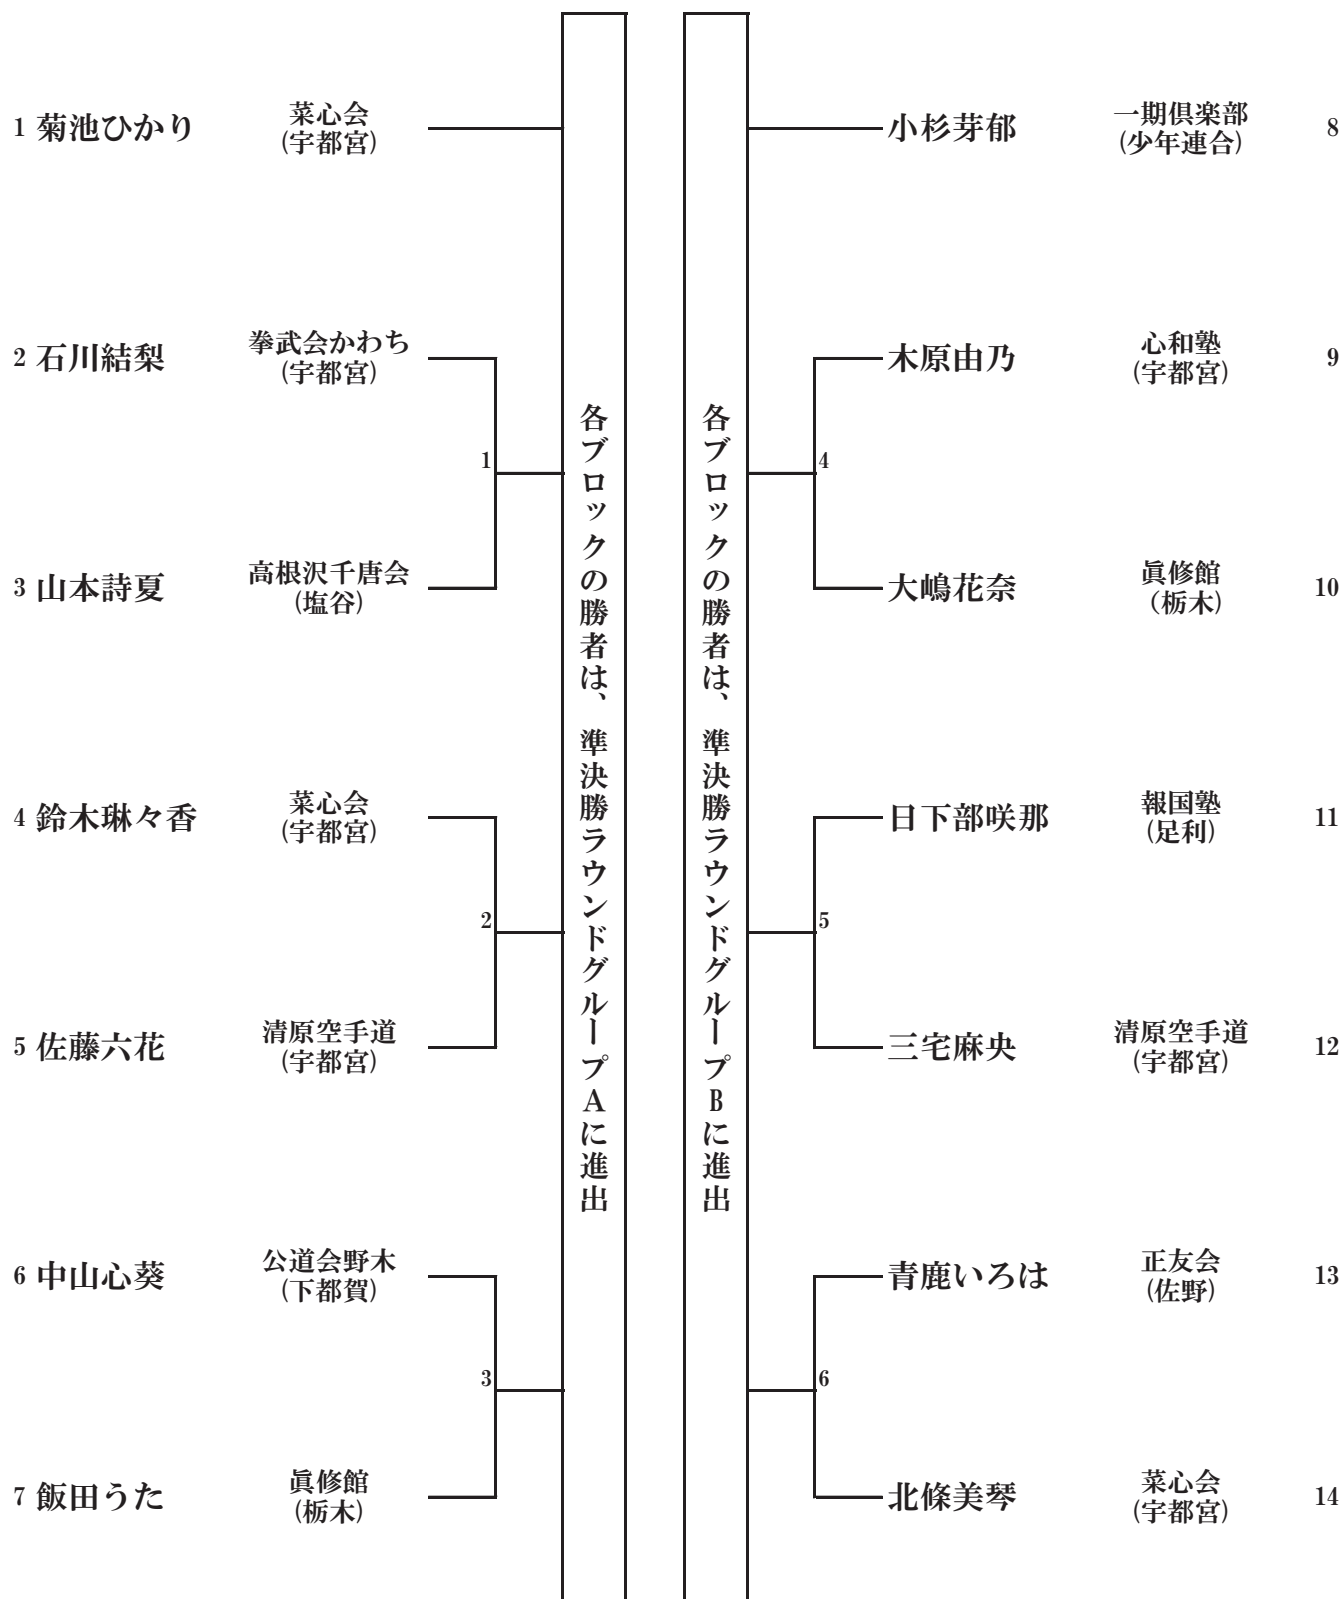 1 菊池ひかり 菜心会
(宇都宮)
2 石川結梨 拳武会かわち
(宇都宮)
1
3 山本詩夏 高根沢千唐会
(塩谷)
4 鈴木琳々香 菜心会
(宇都宮)
2
5 佐藤六花 清原空手道
(宇都宮)
6 中山心葵 公道会野木
(下都賀)
3
7 飯田うた 眞修館
(栃木)
各ブロックの勝者は、準決勝ラウンドグループAに進出
各ブロックの勝者は、準決勝ラウンドグループBに進出
小杉芽郁 一期倶楽部 8
(少年連合)
木原由乃 心和塾 9
(宇都宮)
4
大嶋花奈 眞修館 10
(栃木)
日下部咲那 報国塾 11
(足利)
5
三宅麻央 清原空手道 12
(宇都宮)
青鹿いろは 正友会 13
(佐野)
6
北條美琴 菜心会 14
(宇都宮)